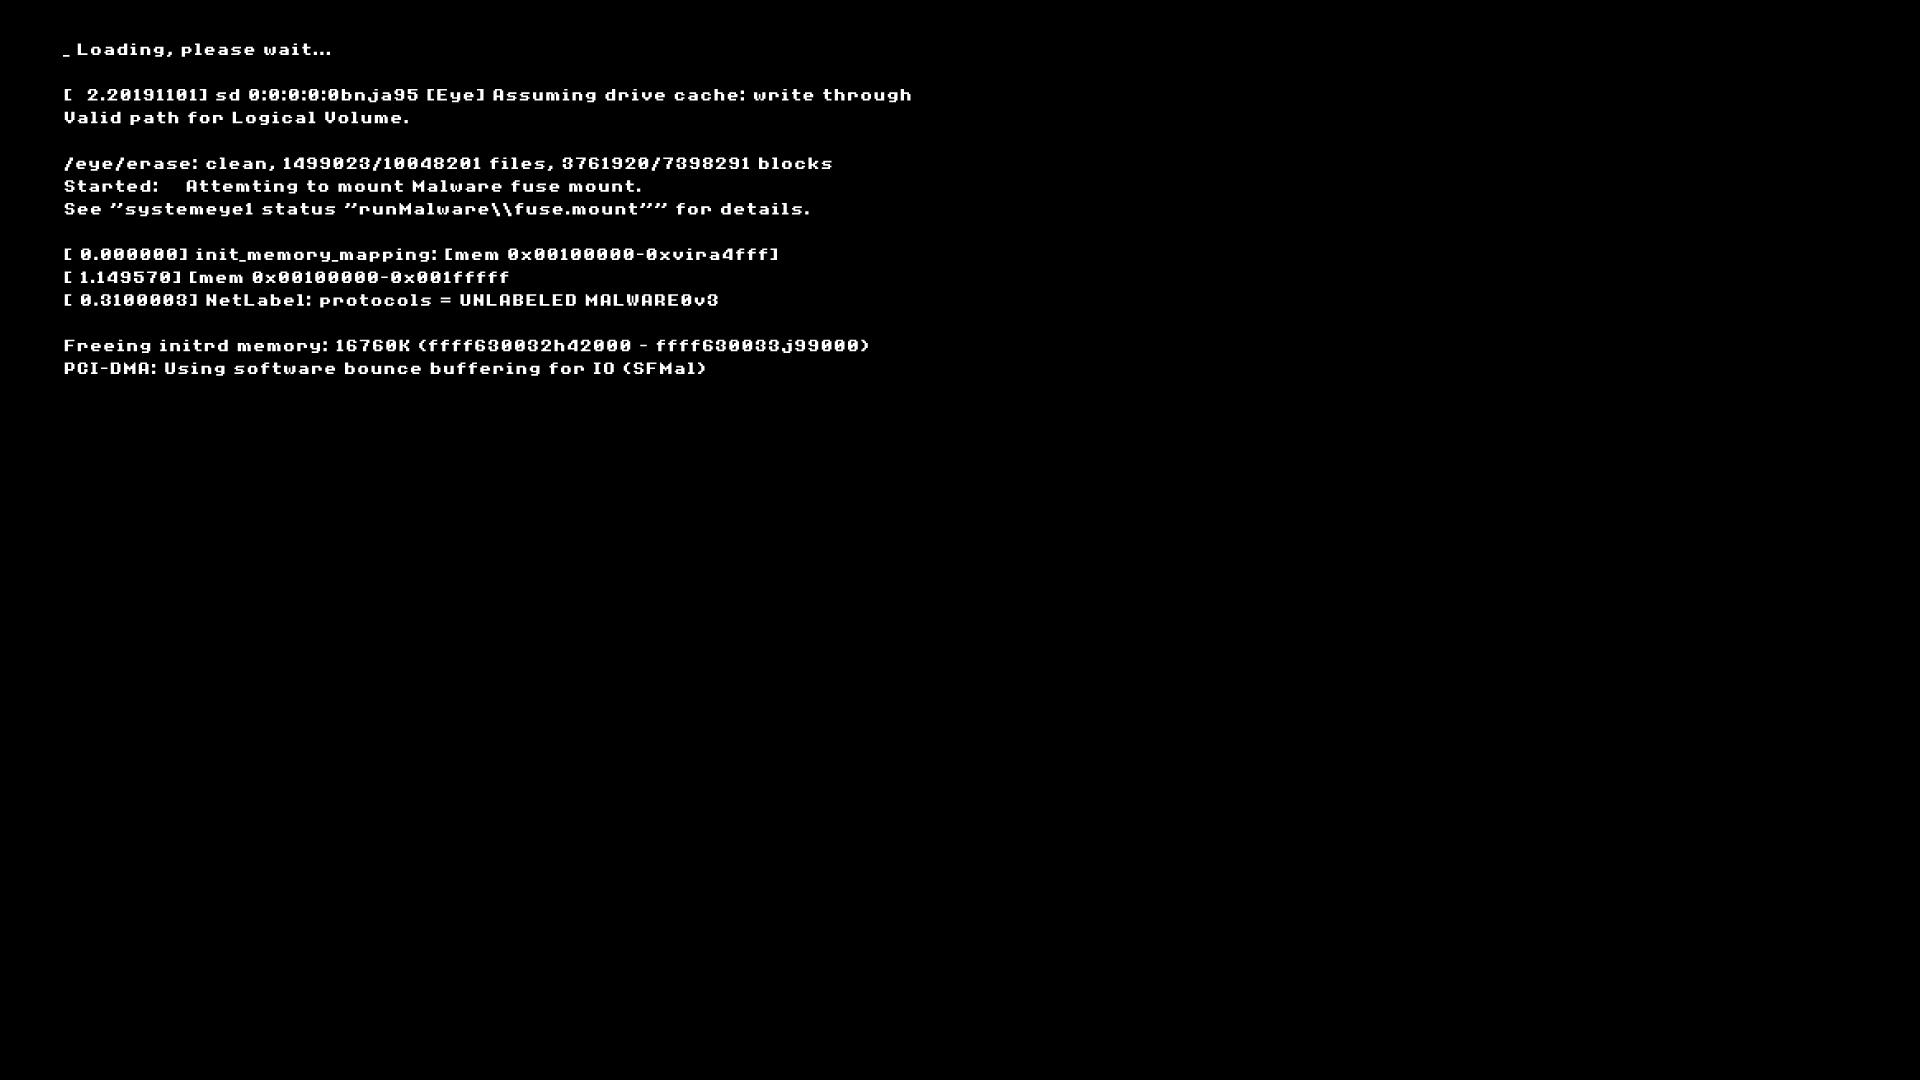 _ Loading, please wait...
[  2.20191101] sd 0:0:0:0:0bnja95 [Eye] Assuming drive cache: write through
Valid path for Logical Volume.
/eye/erase: clean, 1499023/10048201 files, 3761920/7398291 blocks
Started:   Attemting to mount Malware fuse mount.
See "systemeye1 status "runMalware\\fuse.mount"" for details.
[ 0.000000] init_memory_mapping: [mem 0x00100000-0xvira4fff]
[ 1.149570] [mem 0x00100000-0x001fffff
[ 0.3100003] NetLabel: protocols = UNLABELED MALWARE0v3
Freeing initrd memory: 16760K (ffff630032h42000 - ffff630033j99000)
PCI-DMA: Using software bounce buffering for IO (SFMal)